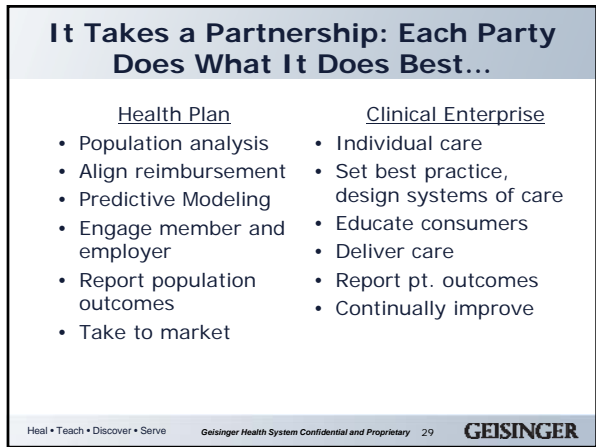 It Takes a Partnership: Each Party
Does What It Does Best…
Health Plan
• Population analysis
• Align reimbursement
• Predictive Modeling
• Engage member and
employer
• Report population
outcomes
• Take to market
Clinical Enterprise
• Individual care
• Set best practice,
design systems of care
• Educate consumers
• Deliver care
• Report pt. outcomes
• Continually improve
Heal • Teach • Discover • Serve
Geisinger Health System Confidential and Proprietary 29
GEISINGER